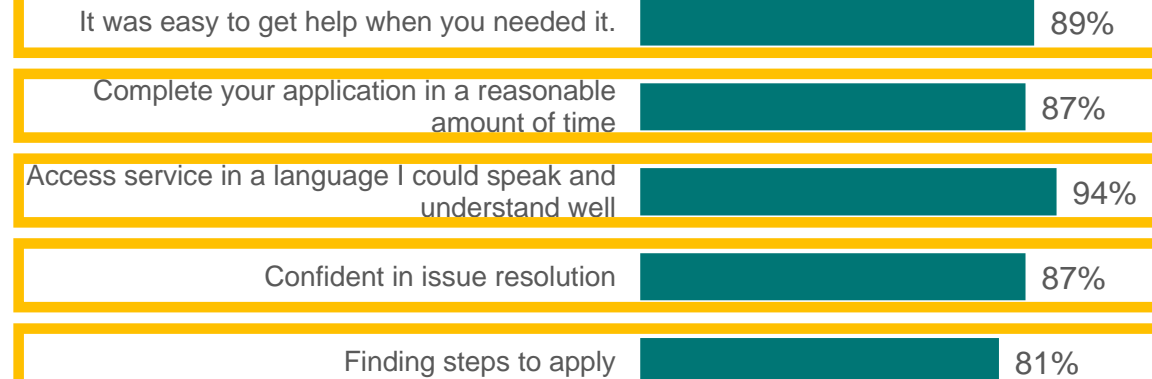 It was easy to get help when you needed it.
89%
Complete your application in a reasonable
amount of time
87%
Access service in a language I could speak and
understand well
94%
Confident in issue resolution
87%
Finding steps to apply
81%